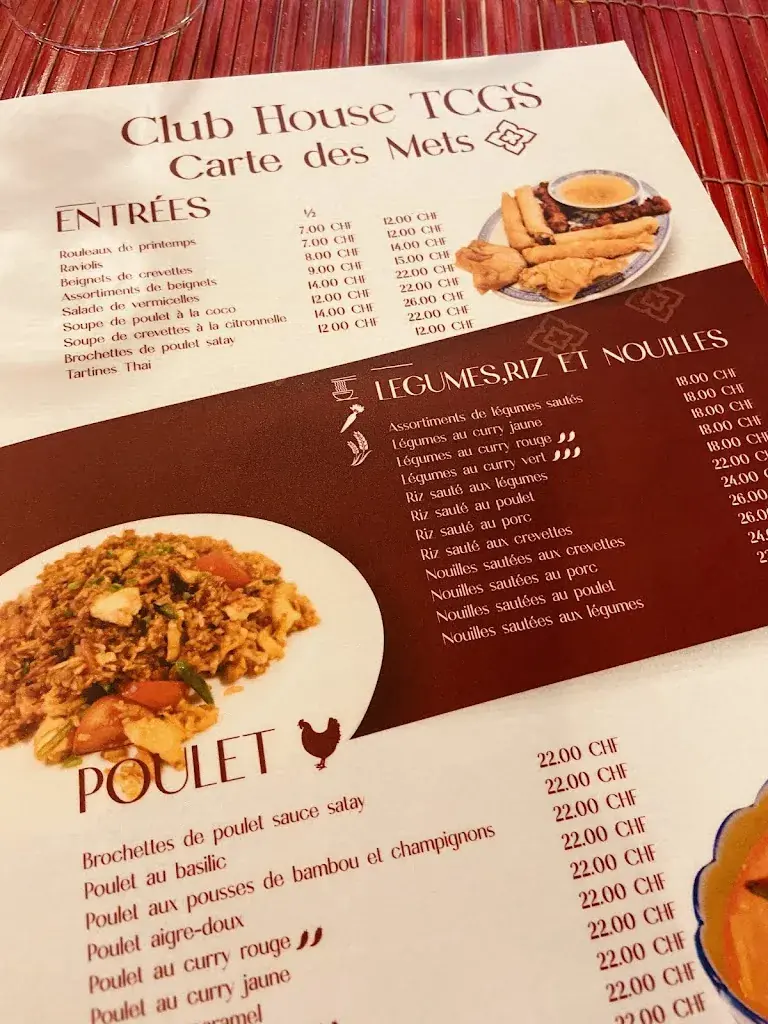 Club House TCGS
Carte des Mets
ENTRÉES
½
Rouleaux de printemps 7.00 CHF 12.00 CHF
Raviolis 7.00 CHF 12.00 CHF
Beignets de crevettes 8.00 CHF 14.00 CHF
Assortiments de beignets 9.00 CHF 15.00 CHF
Salade de vermicelles 14.00 CHF 22.00 CHF
Soupe de poulet à la coco 12.00 CHF 22.00 CHF
Soupe de crevettes à la citronnelle 14.00 CHF 26.00 CHF
Brochettes de poulet satay 12.00 CHF 22.00 CHF
Tartines Thai 12.00 CHF
LEGUMES,RIZ ET NOUILLES
Assortiments de légumes sautés 18.00 CHF
Légumes au curry jaune 18.00 CHF
Légumes au curry rouge 18.00 CHF
Légumes au curry vert 18.00 CHF
Riz sauté aux légumes 18.00 CHF
Riz sauté au poulet 22.00
Riz sauté au porc 24.00
Riz sauté aux crevettes 26.00
Nouilles sautées aux crevettes 26.0
Nouilles sautées au porc 24.
Nouilles sautées au poulet
Nouilles sautées aux légumes
POULET
Brochettes de poulet sauce satay 22.00 CHF
Poulet au basilic 22.00 CHF
Poulet aux pousses de bambou et champignons 22.00 CHF
Poulet aigre-doux 22.00 CHF
Poulet au curry rouge 22.00 CHF
Poulet au curry jaune 22.00 CHF
aramel 22.00 CHF
22.00 CHF
22.00 CHF
22.00 CHF